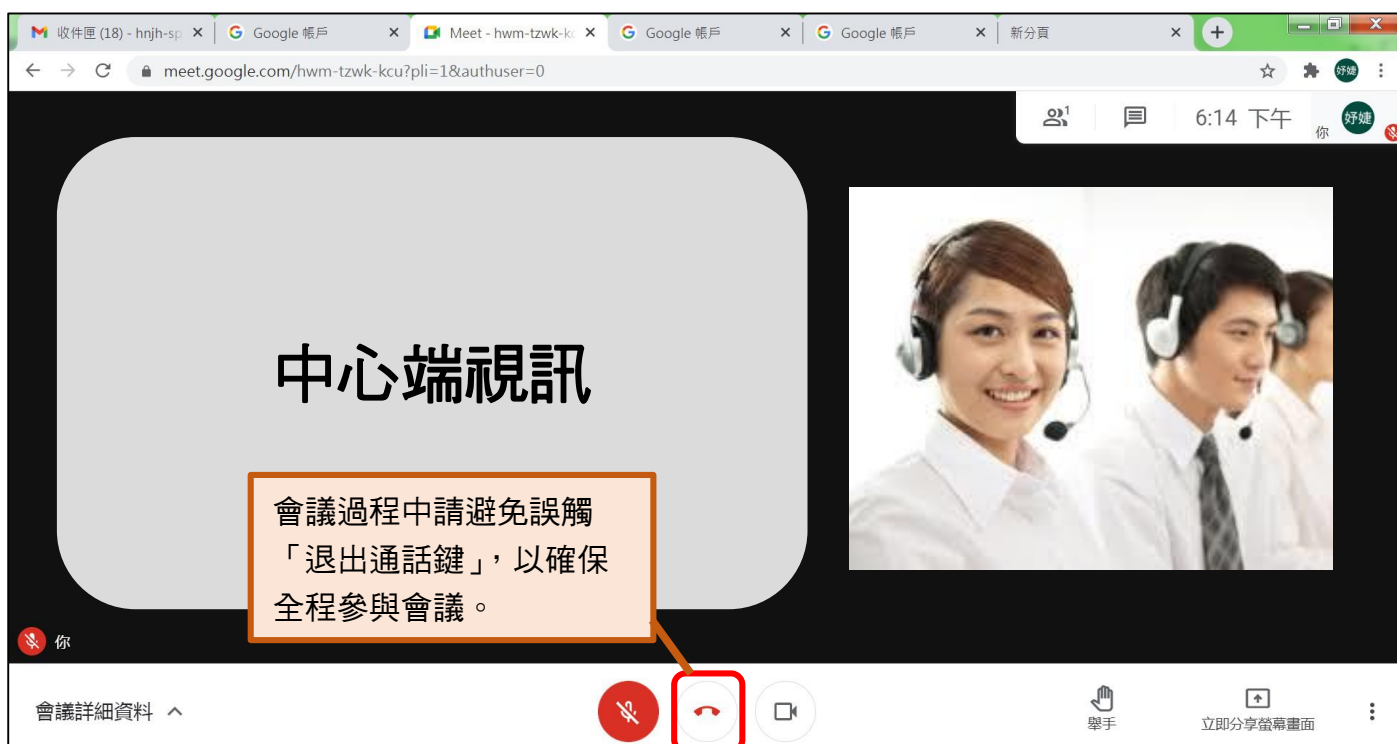 收件匣 (18) - hnjh-sp
Google 帳戶
Meet - hwm-tzwk-kc
Google 帳戶
Google 帳戶
新分頁
meet.google.com/hwm-tzwk-kcu?pli=1&authuser=0
妤婕
1
6:14 下午
你
妤婕
中心端視訊
會議過程中請避免誤觸
「退出通話鍵」，以確保
全程參與會議。
你
會議詳細資料
舉手
立即分享螢幕畫面